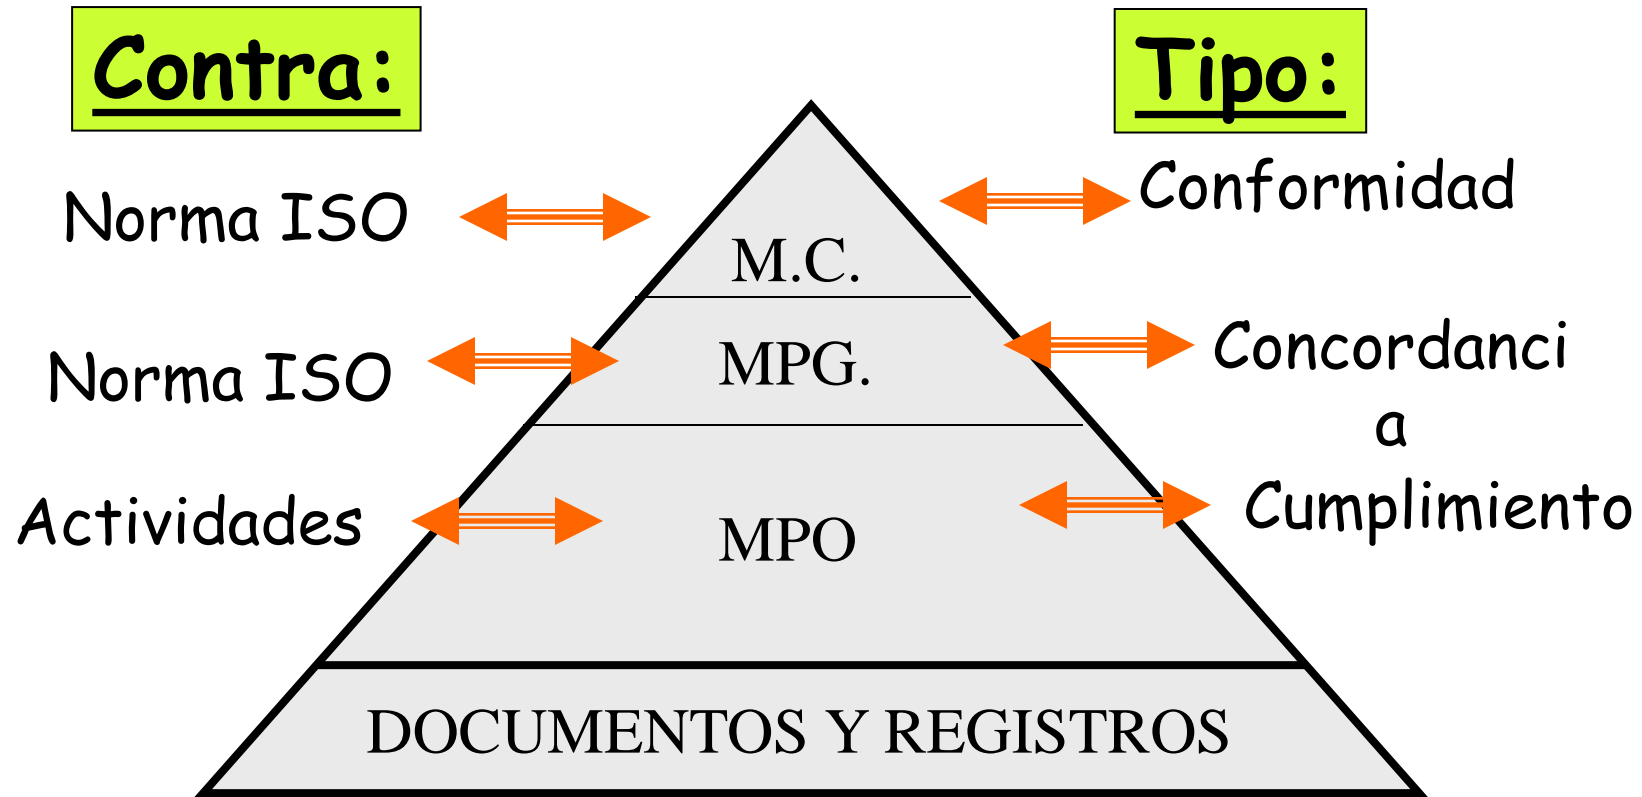 Contra:
Tipo:
Norma ISO
Conformidad
M.C.
Norma ISO
MPG.
Concordanci
a
Actividades
MPO
Cumplimiento
DOCUMENTOS Y REGISTROS